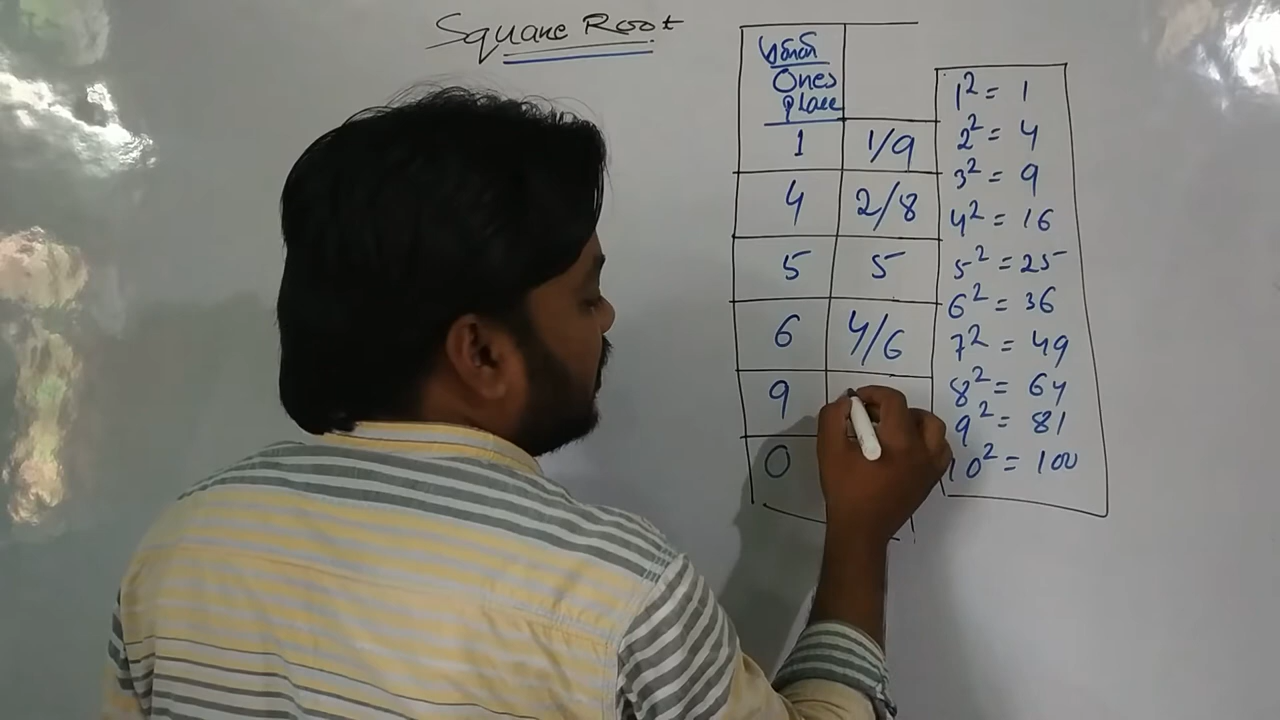 Square Root
Ones
place
1 1/9
4 2/8
5 5
6 4/6
9
0
1² = 1
2² = 4
3² = 9
4² = 16
5² = 25
6² = 36
7² = 49
8² = 64
9² = 81
10² = 100